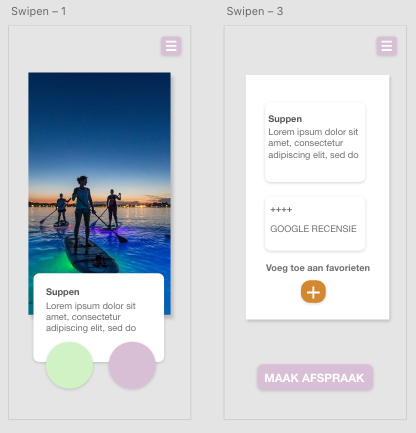 Swipen – 1
Suppen
Lorem ipsum dolor sit
amet, consectetur
adipiscing elit, sed do
Swipen – 3
Suppen
Lorem ipsum dolor sit
amet, consectetur
adipiscing elit, sed do
++++
GOOGLE RECENSIE
Voeg toe aan favorieten
+
MAAK AFSPRAAK